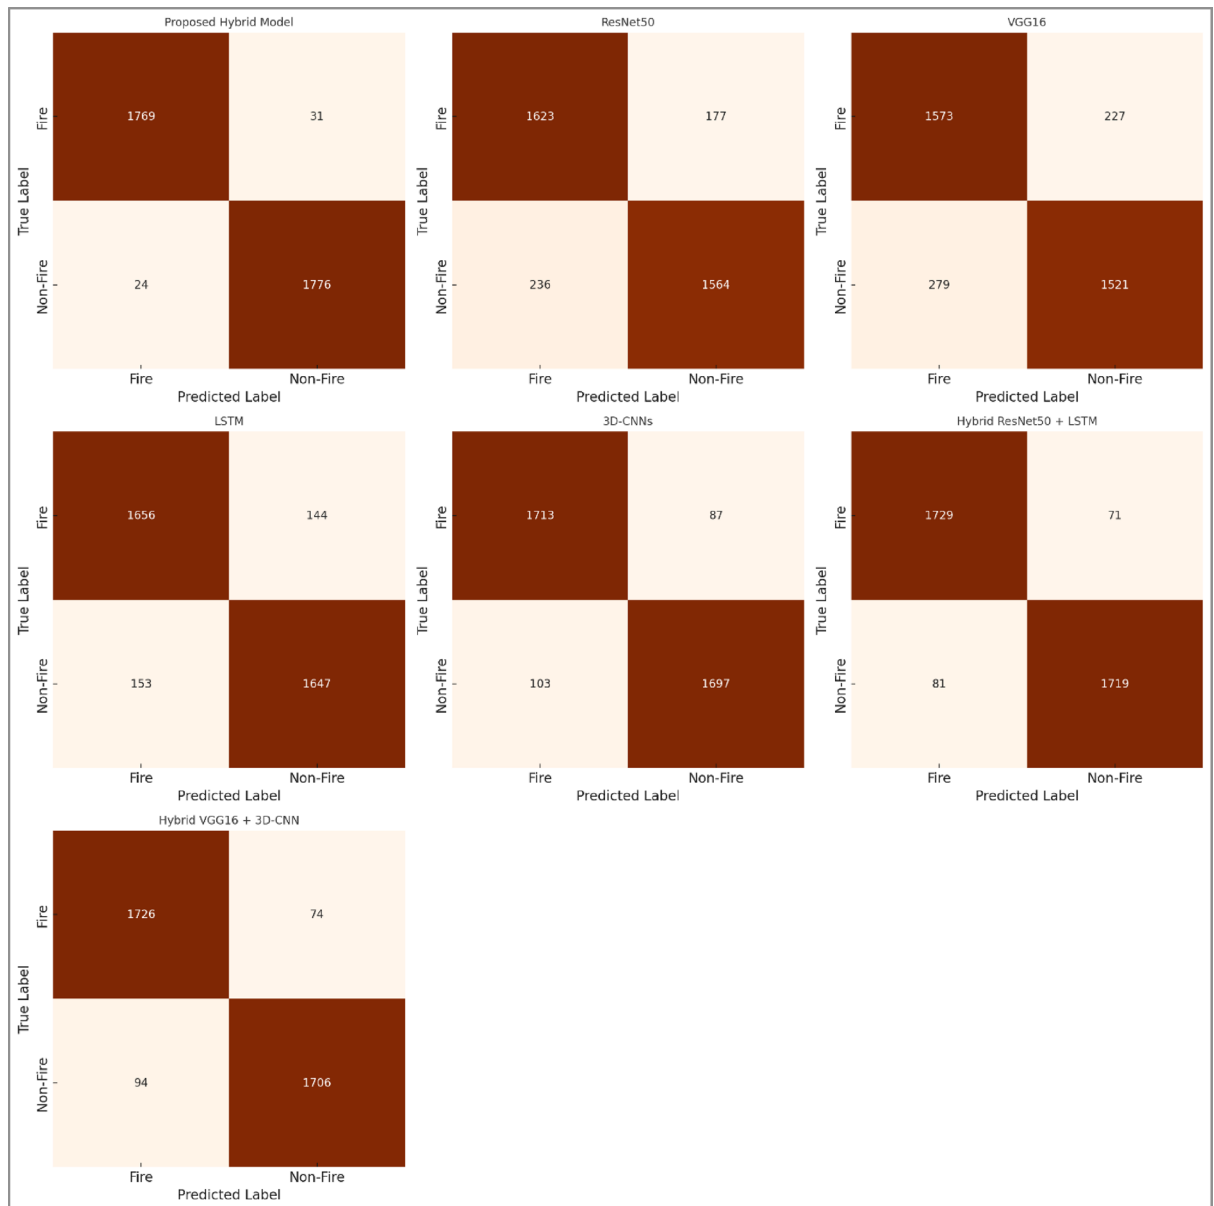 Proposed Hybrid Model
Fire
1769
31
True Label
Non-Fire
24
1776
Fire
Non-Fire
Predicted Label
ResNet50
Fire
1623
177
True Label
Non-Fire
236
1564
Fire
Non-Fire
Predicted Label
VGG16
Fire
1573
227
True Label
Non-Fire
279
1521
Fire
Non-Fire
Predicted Label
LSTM
Fire
1656
144
True Label
Non-Fire
153
1647
Fire
Non-Fire
Predicted Label
3D-CNNs
Fire
1713
87
True Label
Non-Fire
103
1697
Fire
Non-Fire
Predicted Label
Hybrid ResNet50 + LSTM
Fire
1729
71
True Label
Non-Fire
81
1719
Fire
Non-Fire
Predicted Label
Hybrid VGG16 + 3D-CNN
Fire
1726
74
True Label
Non-Fire
94
1706
Fire
Non-Fire
Predicted Label